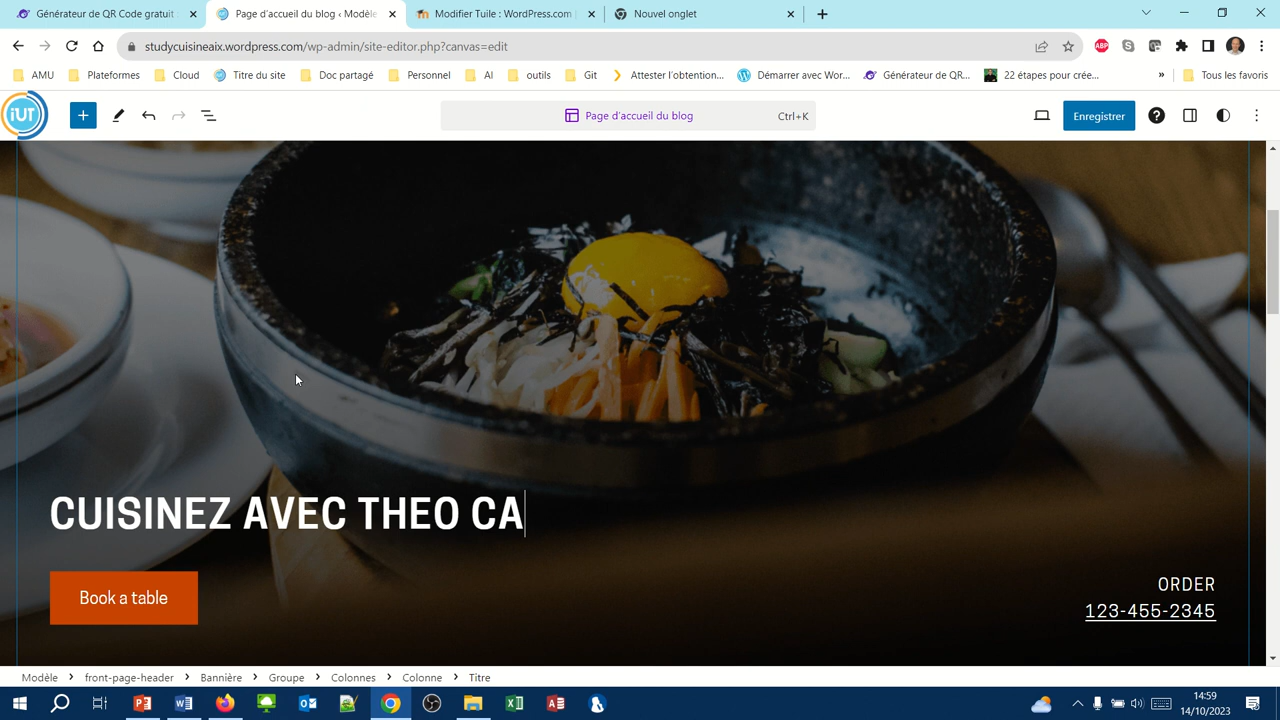 Générateur de QR Code gratuit
Page d'accueil du blog ‹ Modèle
Modifier Tuile : WordPress.com |
Nouvel onglet
studycuisineaix.wordpress.com/wp-admin/site-editor.php?canvas=edit
ABP
AMU
Plateformes
Cloud
Titre du site
Doc partagé
Personnel
AI
outils
Git
Attester l'obtention...
Démarrer avec Wor...
Générateur de QR...
22 étapes pour crée...
»
Tous les favoris
iUT
Page d'accueil du blog
Ctrl+K
Enregistrer
CUISINEZ AVEC THEO CA
Book a table
ORDER
123-455-2345
Modèle > front-page-header > Bannière > Groupe > Colonnes > Colonne > Titre
14:59
14/10/2023